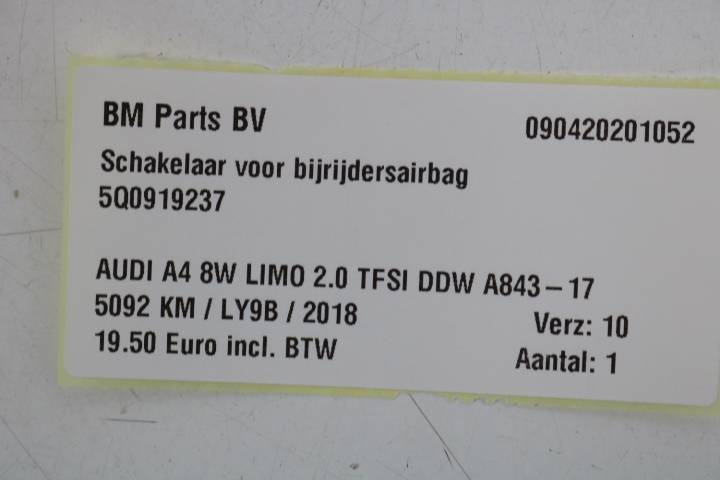 BM Parts BV 090420201052
Schakelaar voor bijrijdersairbag
5Q0919237
AUDI A4 8W LIMO 2.0 TFSI DDW A843-17
5092 KM / LY9B / 2018 Verz: 10
19.50 Euro incl. BTW Aantal: 1